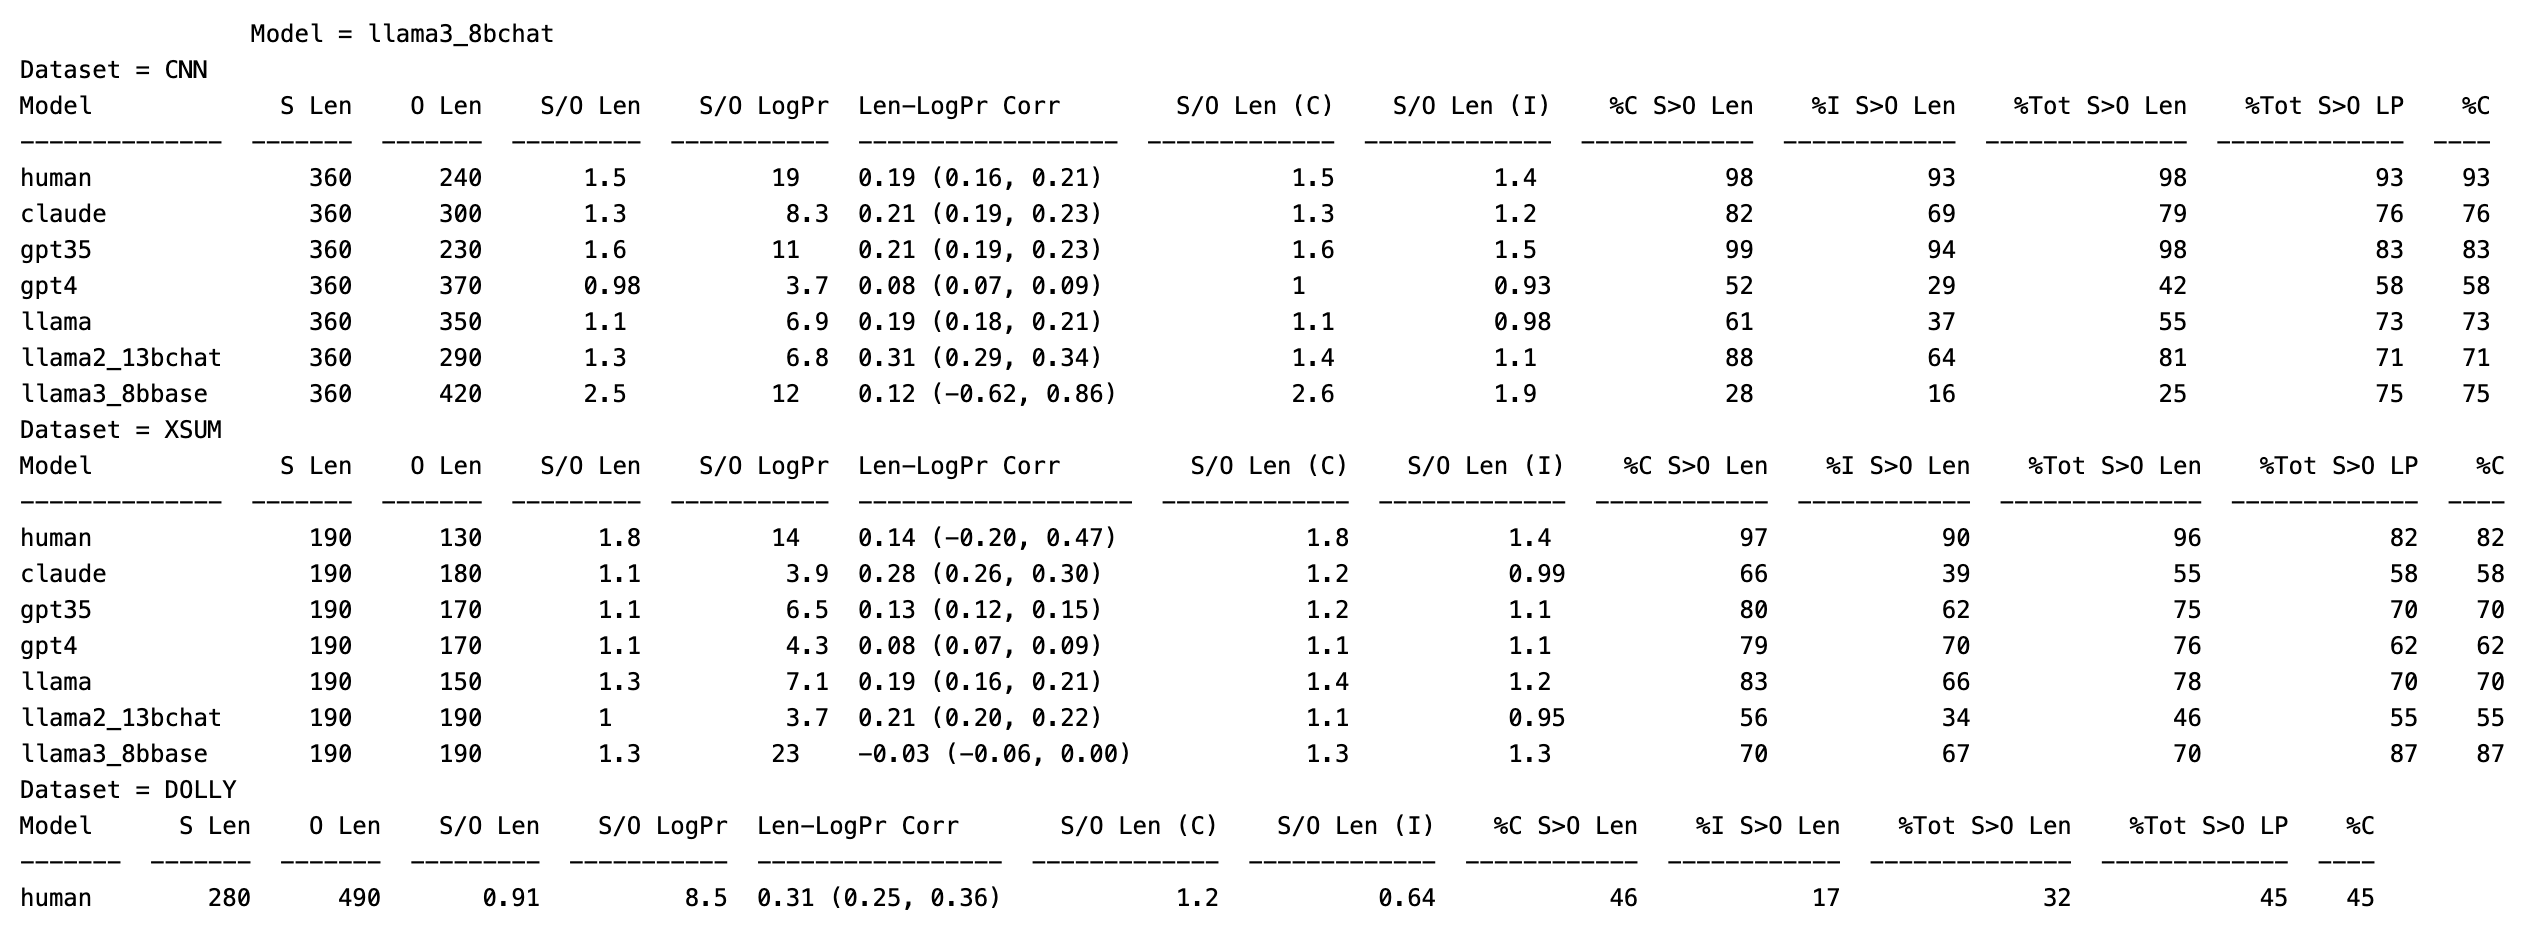 Model = llama3_8bchat
Dataset = CNN
Model S Len O Len S/O Len S/O LogPr Len-LogPr Corr S/O Len (C) S/O Len (I) %C S>O Len %I S>O Len %Tot S>O Len %Tot S>O LP %C
-------------- ------- ------- --------- ----------- ------------------ ------------- ------------- ------------ ------------ -------------- ------------- ----
human 360 240 1.5 19 0.19 (0.16, 0.21) 1.5 1.4 98 93 98 93 93
claude 360 300 1.3 8.3 0.21 (0.19, 0.23) 1.3 1.2 82 69 79 76 76
gpt35 360 230 1.6 11 0.21 (0.19, 0.23) 1.6 1.5 99 94 98 83 83
gpt4 360 370 0.98 3.7 0.08 (0.07, 0.09) 1 0.93 52 29 42 58 58
llama 360 350 1.1 6.9 0.19 (0.18, 0.21) 1.1 0.98 61 37 55 73 73
llama2_13bchat 360 290 1.3 6.8 0.31 (0.29, 0.34) 1.4 1.1 88 64 81 71 71
llama3_8bbase 360 420 2.5 12 0.12 (-0.62, 0.86) 2.6 1.9 28 16 25 75 75
Dataset = XSUM
Model S Len O Len S/O Len S/O LogPr Len-LogPr Corr S/O Len (C) S/O Len (I) %C S>O Len %I S>O Len %Tot S>O Len %Tot S>O LP %C
-------------- ------- ------- --------- ----------- ------------------- ------------- ------------- ------------ ------------ -------------- ------------- ----
human 190 130 1.8 14 0.14 (-0.20, 0.47) 1.8 1.4 97 90 96 82 82
claude 190 180 1.1 3.9 0.28 (0.26, 0.30) 1.2 0.99 66 39 55 58 58
gpt35 190 170 1.1 6.5 0.13 (0.12, 0.15) 1.2 1.1 80 62 75 70 70
gpt4 190 170 1.1 4.3 0.08 (0.07, 0.09) 1.1 1.1 79 70 76 62 62
llama 190 150 1.3 7.1 0.19 (0.16, 0.21) 1.4 1.2 83 66 78 70 70
llama2_13bchat 190 190 1 3.7 0.21 (0.20, 0.22) 1.1 0.95 56 34 46 55 55
llama3_8bbase 190 190 1.3 23 -0.03 (-0.06, 0.00) 1.3 1.3 70 67 70 87 87
Dataset = DOLLY
Model S Len O Len S/O Len S/O LogPr Len-LogPr Corr S/O Len (C) S/O Len (I) %C S>O Len %I S>O Len %Tot S>O Len %Tot S>O LP %C
------- ------- ------- --------- ----------- ----------------- ------------- ------------- ------------ ------------ -------------- ------------- ----
human 280 490 0.91 8.5 0.31 (0.25, 0.36) 1.2 0.64 46 17 32 45 45